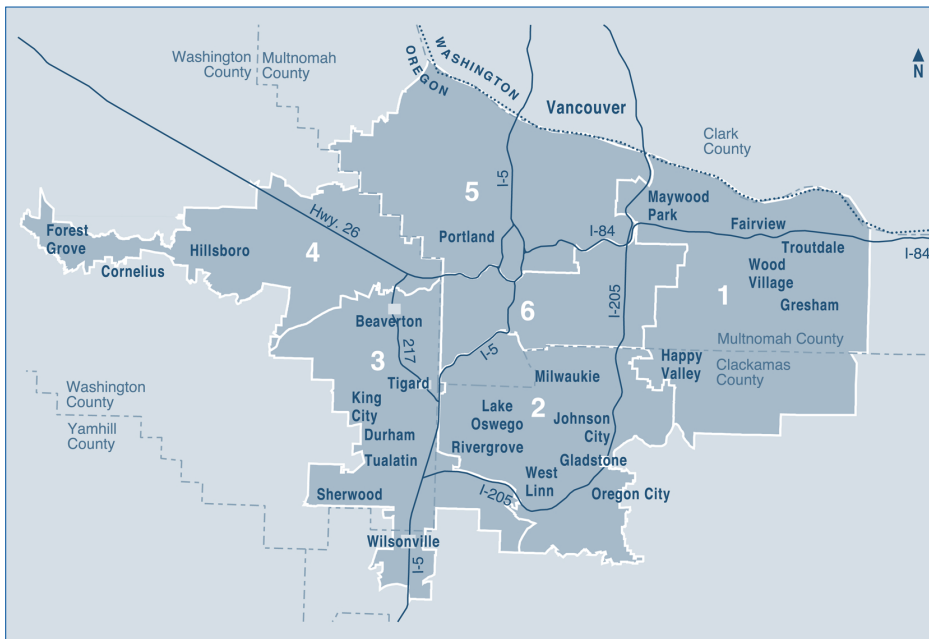 Washington
County
Multnomah
County
OREGON
WASHINGTON
N
Vancouver
Clark
County
5
I-5
Maywood
Park
Hwy. 26
Portland
I-84
Fairview
Forest
Grove
Hillsboro
4
Troutdale
I-84
Cornelius
Wood
Village
1
Gresham
I-205
6
Beaverton
3
217
I-5
Multnomah County
Happy
Valley
Clackamas
County
Washington
County
Yamhill
County
Tigard
Milwaukie
King
City
Lake
Oswego
2
Johnson
City
Durham
Rivergrove
Tualatin
Gladstone
West
Linn
Sherwood
I-205
Oregon City
Wilsonville
I-5